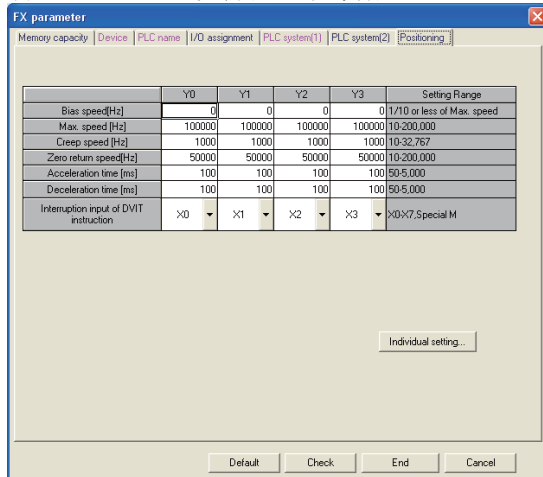 FX parameter
Memory capacity Device PLC name I/O assignment PLC system(1) PLC system(2) Positioning
Y0 Y1 Y2 Y3 Setting Range
Bias speed[Hz] 0 0 0 0 1/10 or less of Max. speed
Max. speed [Hz] 100000 100000 100000 100000 10-200,000
Creep speed [Hz] 1000 1000 1000 1000 10-32,767
Zero return speed[Hz] 50000 50000 50000 50000 10-200,000
Acceleration time [ms] 100 100 100 100 50-5,000
Deceleration time [ms] 100 100 100 100 50-5,000
Interruption input of DVIT
instruction X0 X1 X2 X3 X0-X7,Special M
Individual setting...
Default Check End Cancel